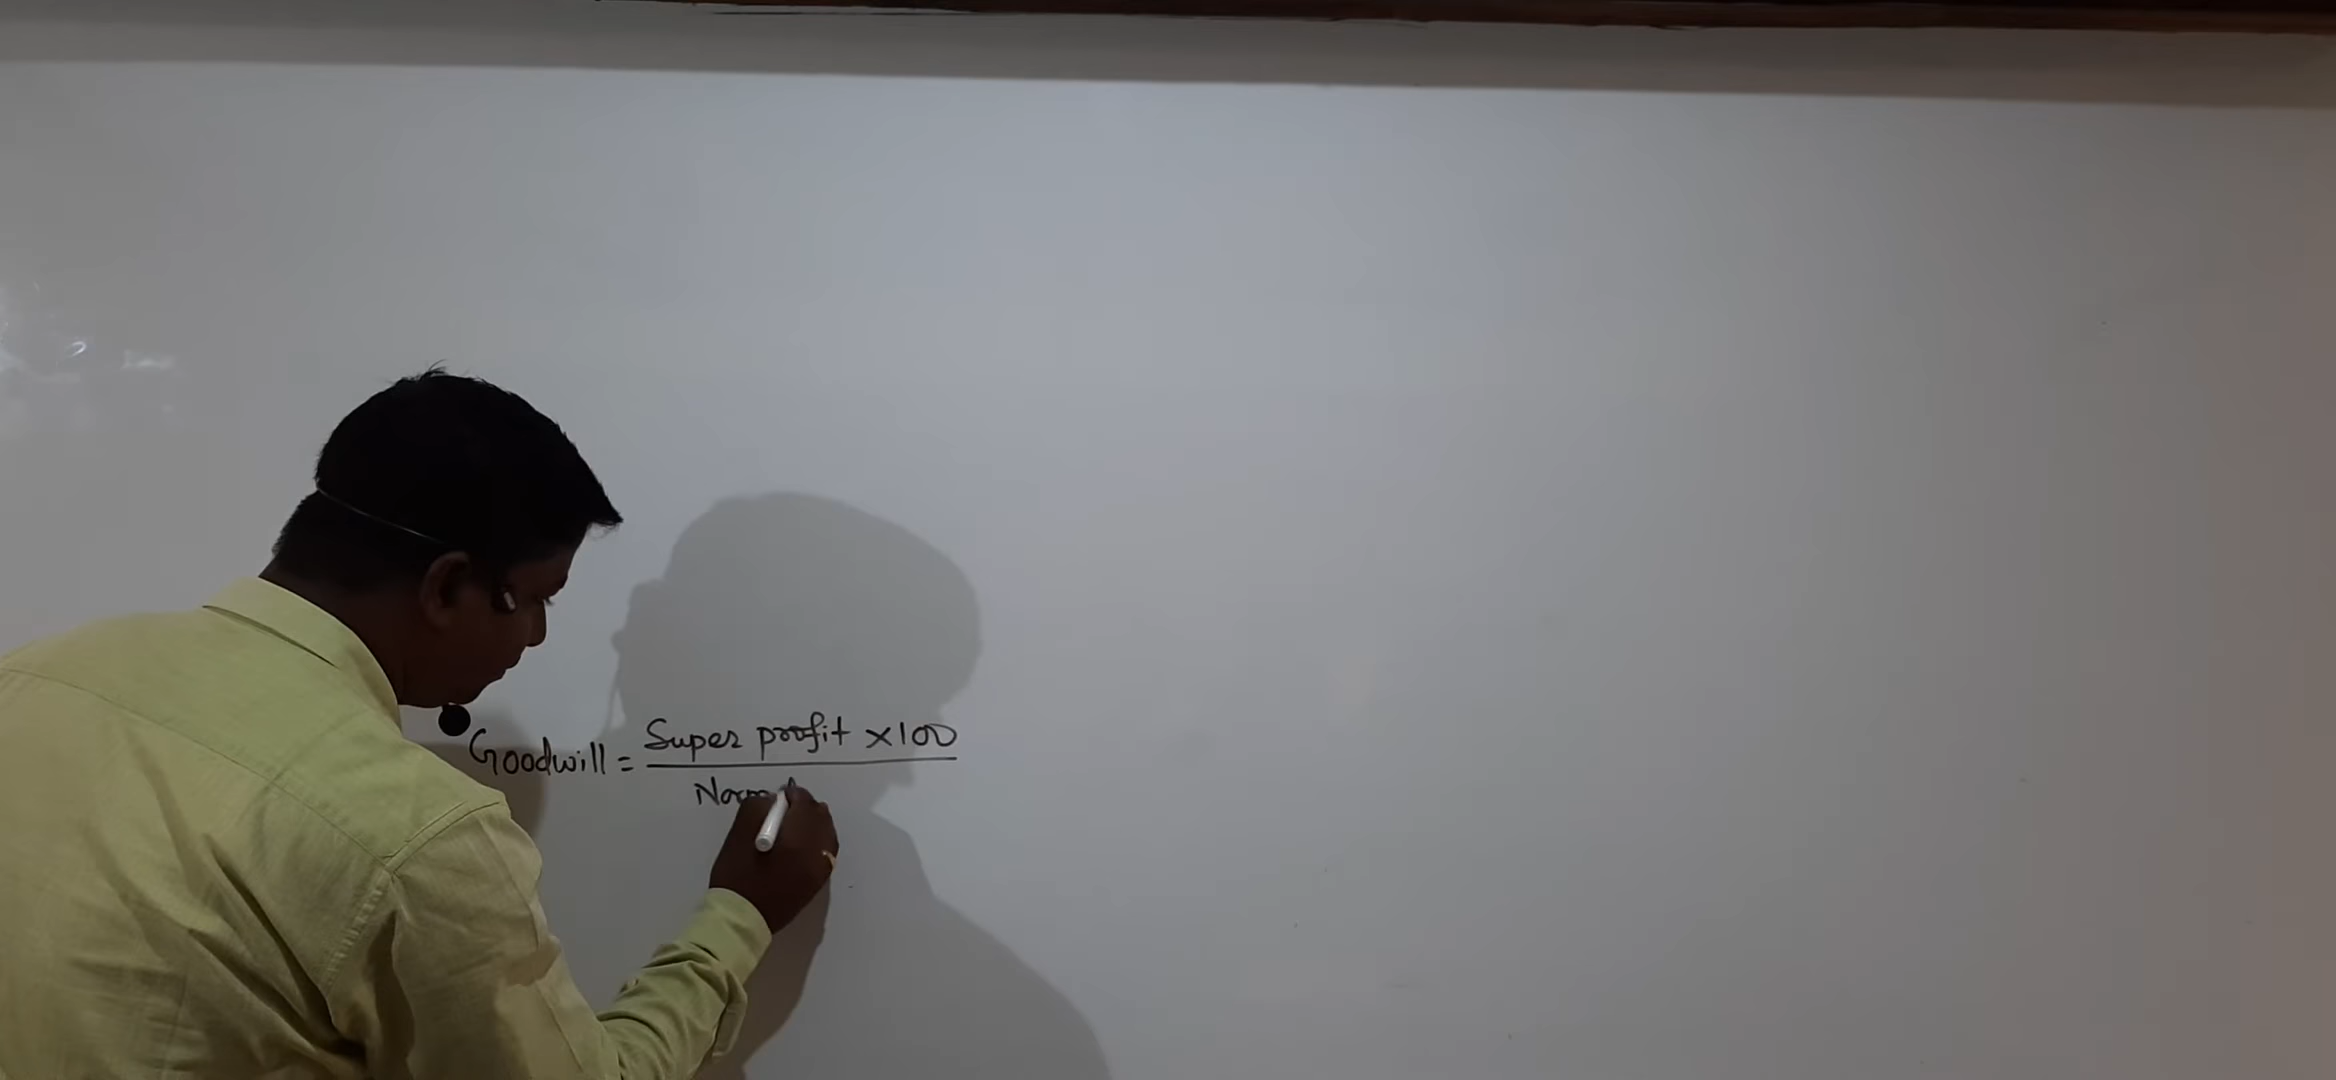 Goodwill = Super profit ×100
Norm